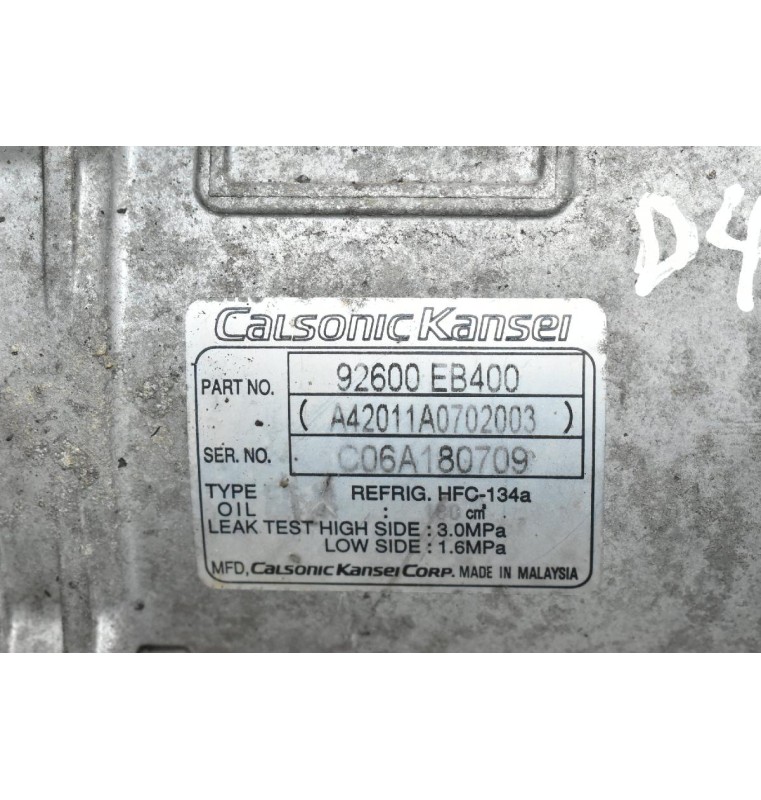 D4
CALSONIC KANSEI
PART NO. 92600 EB400
( A42011A0702003 )
SER. NO. C06A180709
TYPE REFRIG. HFC-134a
OIL : cm³
LEAK TEST HIGH SIDE : 3.0MPa
LOW SIDE : 1.6MPa
MFD, CALSONIC KANSEI CORP. MADE IN MALAYSIA